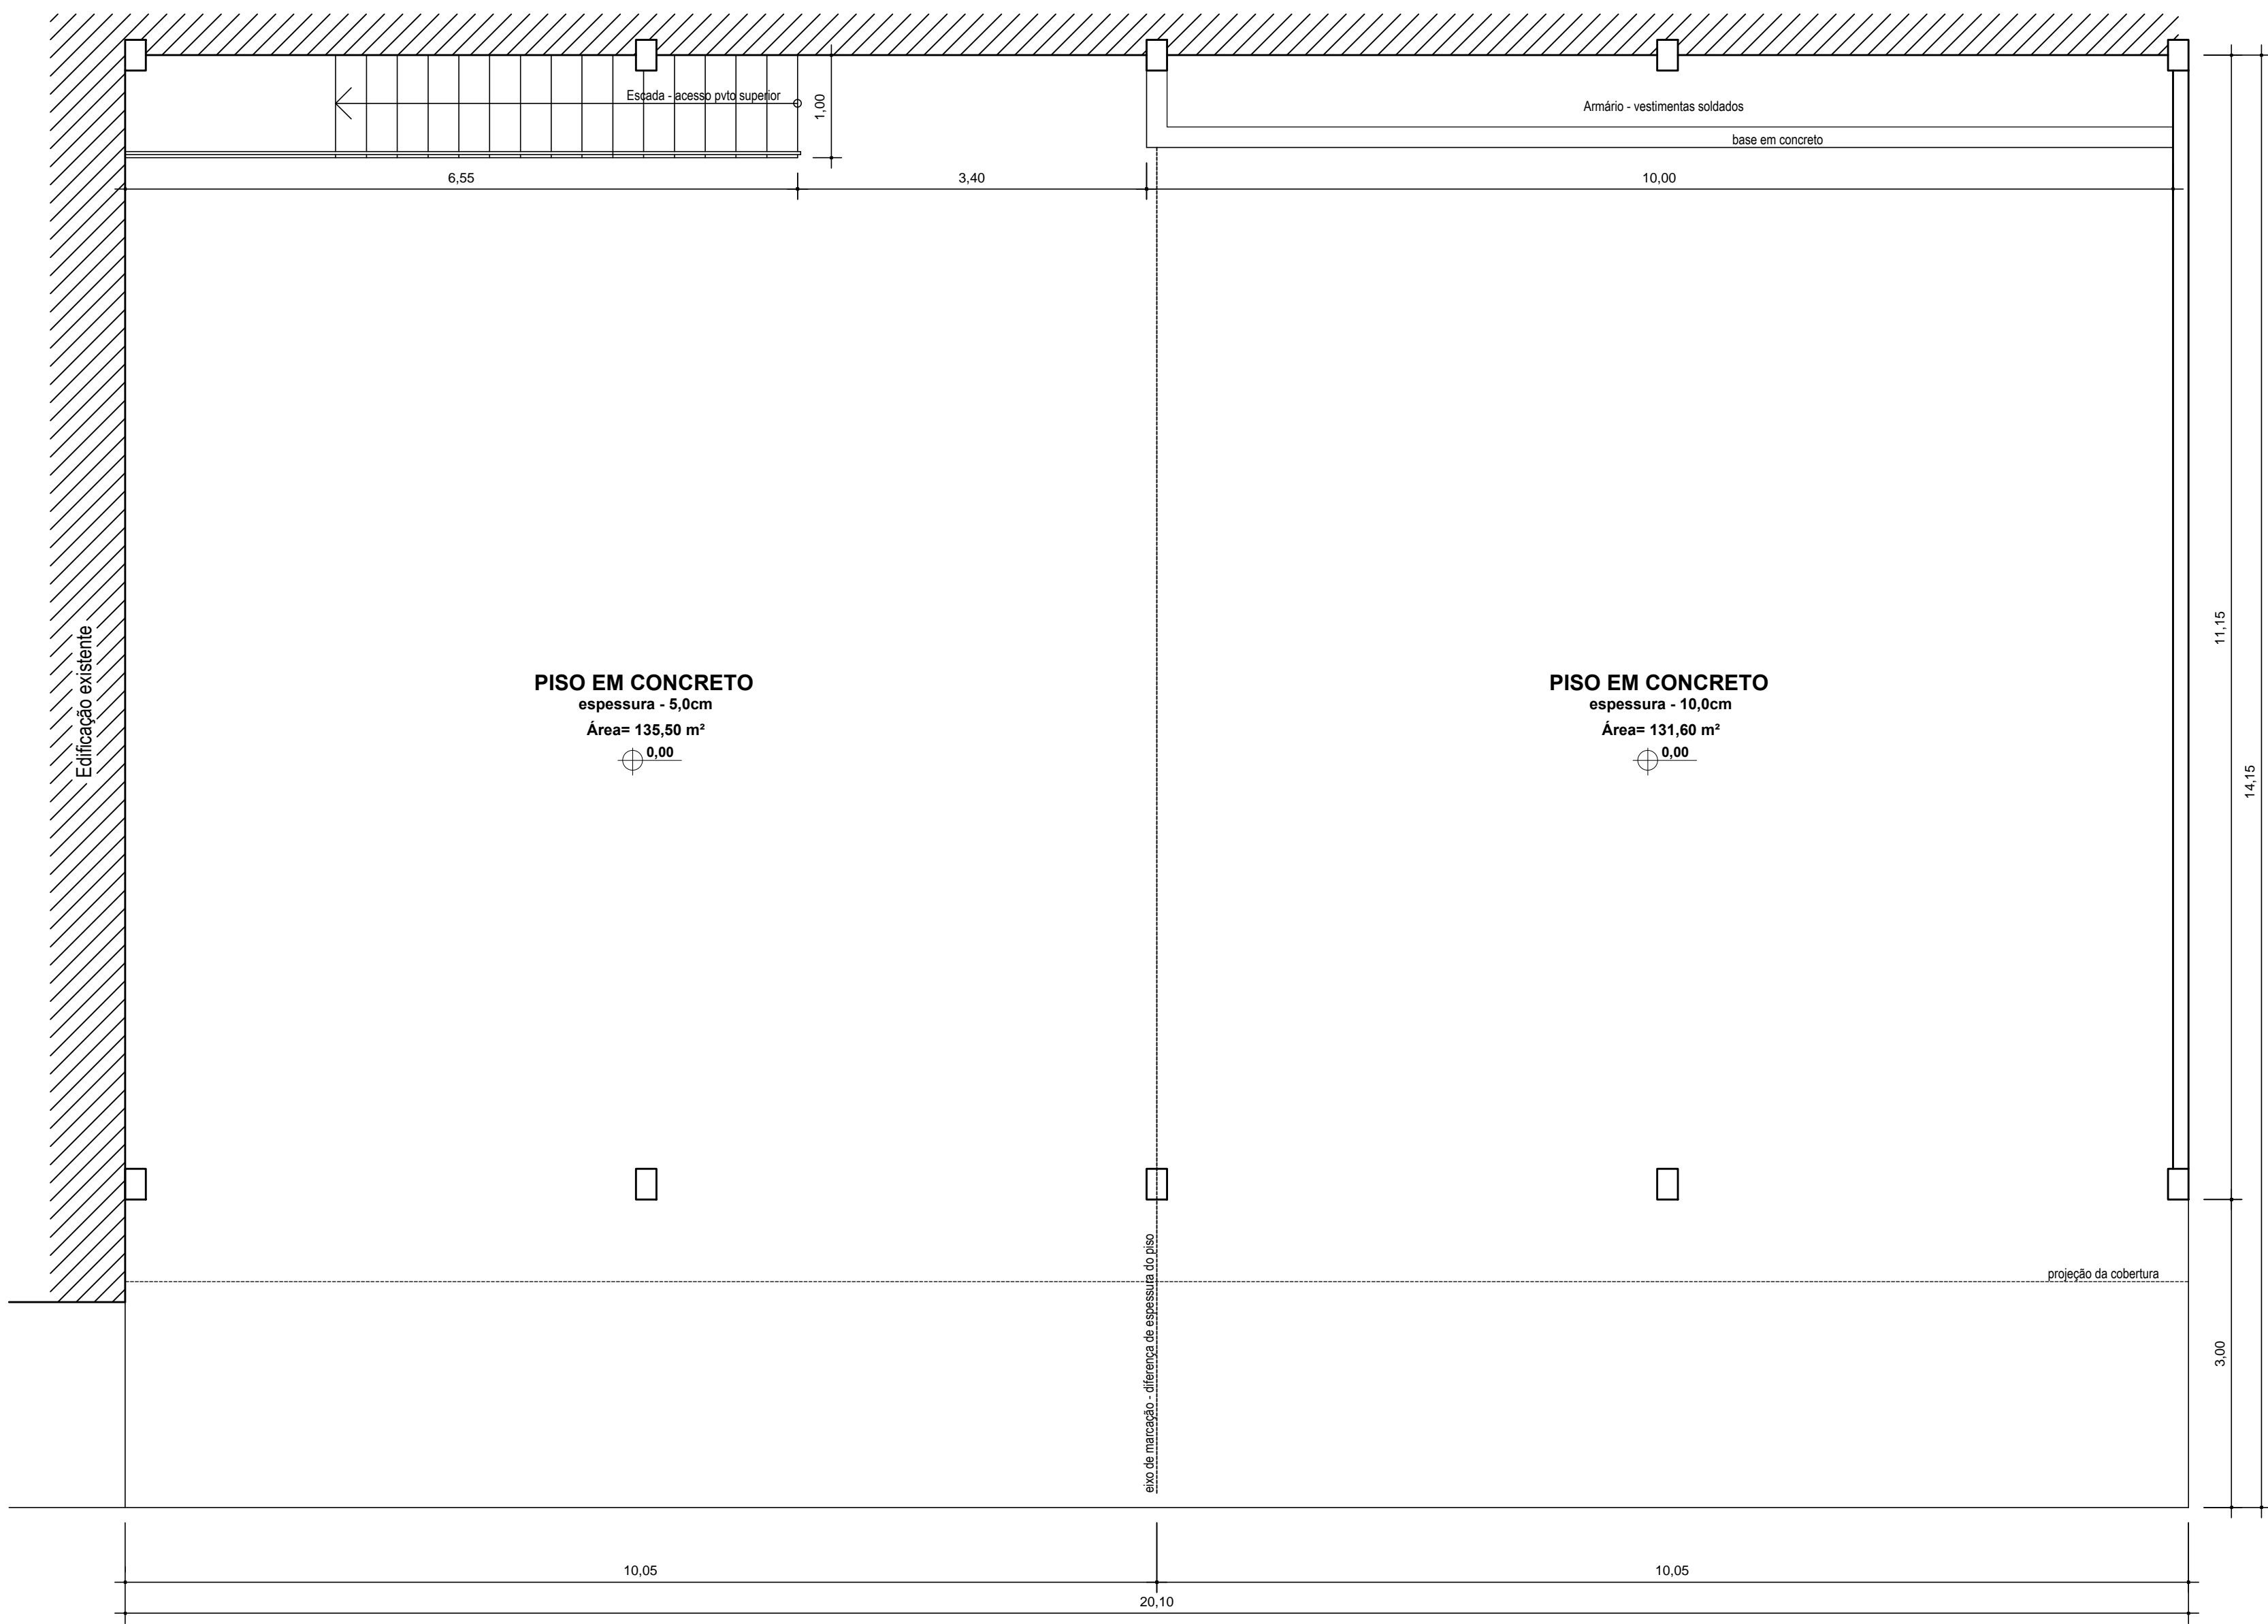 Escada - acesso pvto superior
1,00
Armário - vestimentas soldados
base em concreto
6,55
3,40
10,00
Edificação existente
PISO EM CONCRETO
espessura - 5,0cm
Área= 135,50 m²
0,00
PISO EM CONCRETO
espessura - 10,0cm
Área= 131,60 m²
0,00
11,15
14,15
eixo de marcação - diferença de espessura do piso
projeção da cobertura
3,00
10,05
10,05
20,10